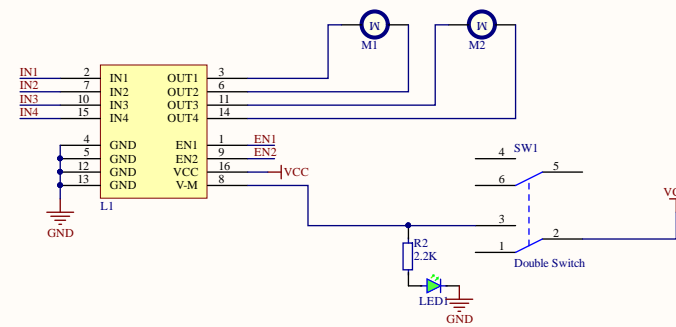 M
M
M1
M2
IN1 2 IN1 OUT1 3
IN2 7 IN2 OUT2 6
IN3 10 IN3 OUT3 11
IN4 15 IN4 OUT4 14
4 GND EN1 1 EN1
5 GND EN2 9 EN2
12 GND VCC 16 VCC
13 GND V-M 8
L1
GND
SW1
4
5
6
3
2
1
Double Switch
R2
2.2K
LED1
GND